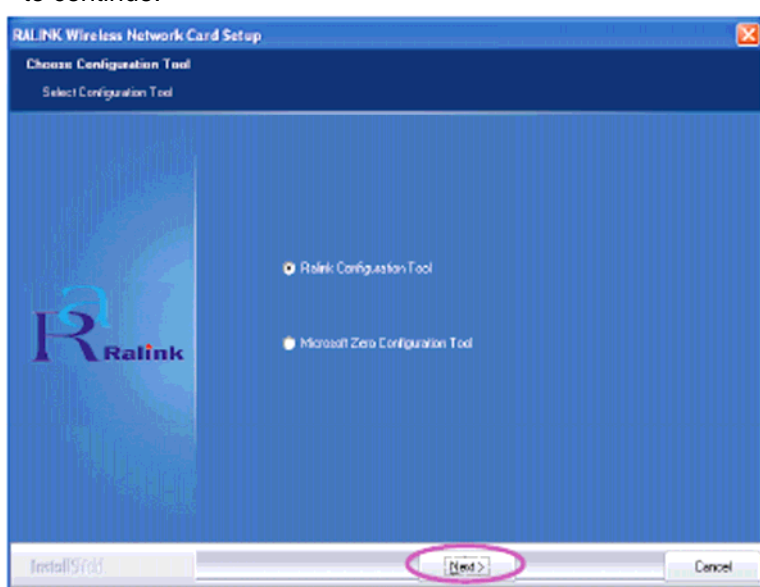 to continue.
RALINK Wireless Network Card Setup
Choose Configuration Tool
Select Configuration Tool
Ralink Configuration Tool
Ralink
Microsoft Zero Configuration Tool
InstallShield
Next >
Cancel